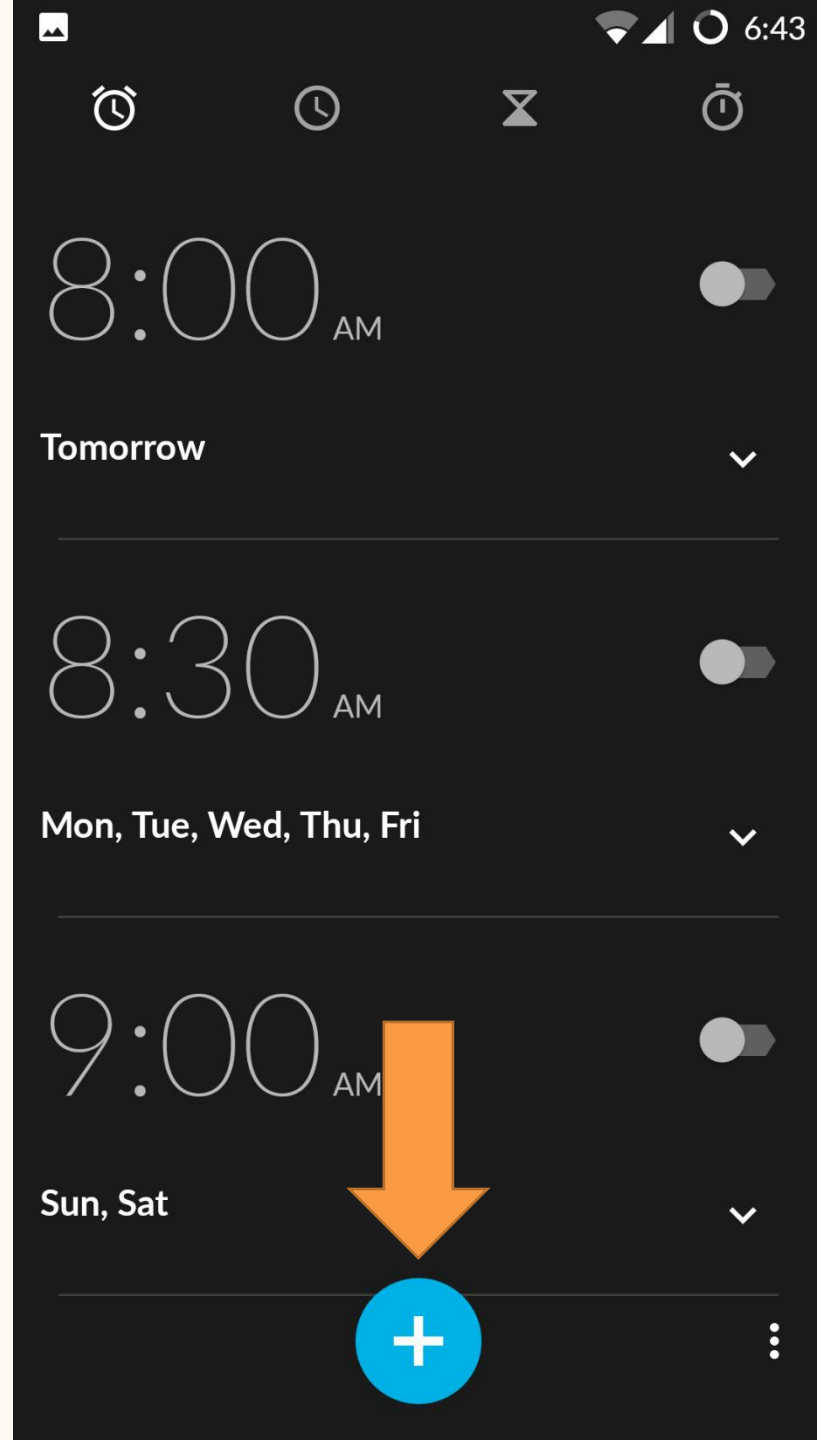 6:43
8:00 AM
Tomorrow
8:30 AM
Mon, Tue, Wed, Thu, Fri
9:00 AM
Sun, Sat